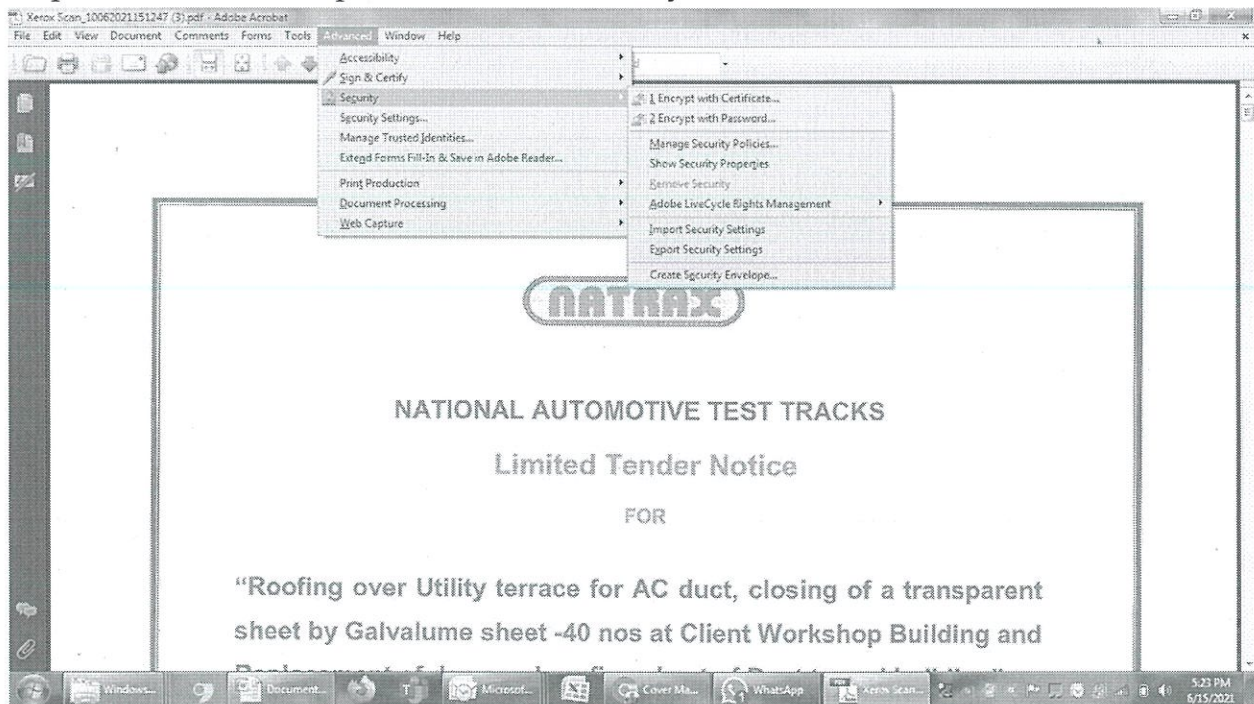 Xerox Scan_10062021151247 (3).pdf - Adobe Acrobat
File Edit View Document Comments Forms Tools Advanced Window Help
Accessibility
Sign & Certify
Security
Security Settings...
Manage Trusted Identities...
Extend Forms Fill-In & Save in Adobe Reader...
Print Production
Document Processing
Web Capture
1 Encrypt with Certificate...
2 Encrypt with Password...
Manage Security Policies...
Show Security Properties
Remove Security
Adobe LiveCycle Rights Management
Import Security Settings
Export Security Settings
Create Security Envelope...
NATRAX
NATIONAL AUTOMOTIVE TEST TRACKS
Limited Tender Notice
FOR
“Roofing over Utility terrace for AC duct, closing of a transparent
sheet by Galvalume sheet -40 nos at Client Workshop Building and
Windows... Document... Microsof... Cover Ma... WhatsApp Xerox Scan... 5:23 PM
6/15/2021